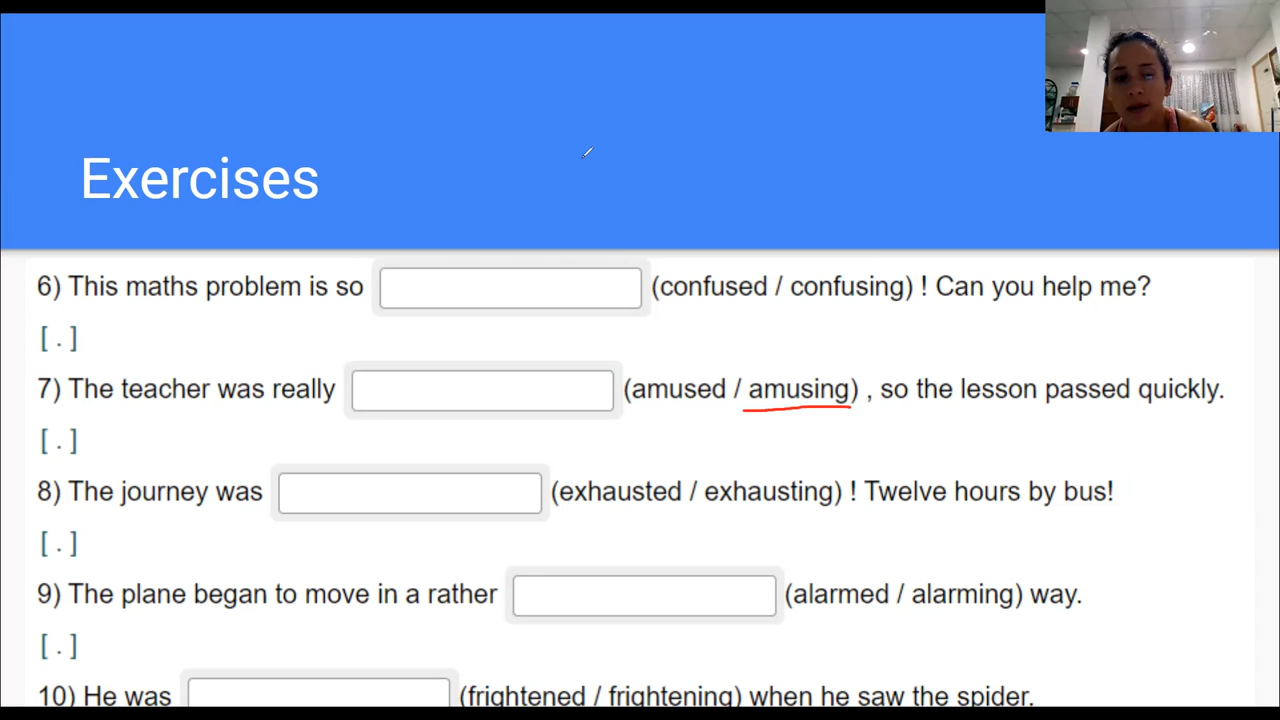 Exercises
6) This maths problem is so (confused / confusing) ! Can you help me?
[ . ]
7) The teacher was really (amused / amusing) , so the lesson passed quickly.
[ . ]
8) The journey was (exhausted / exhausting) ! Twelve hours by bus!
[ . ]
9) The plane began to move in a rather (alarmed / alarming) way.
[ . ]
10) He was (frightened / frightening) when he saw the spider.